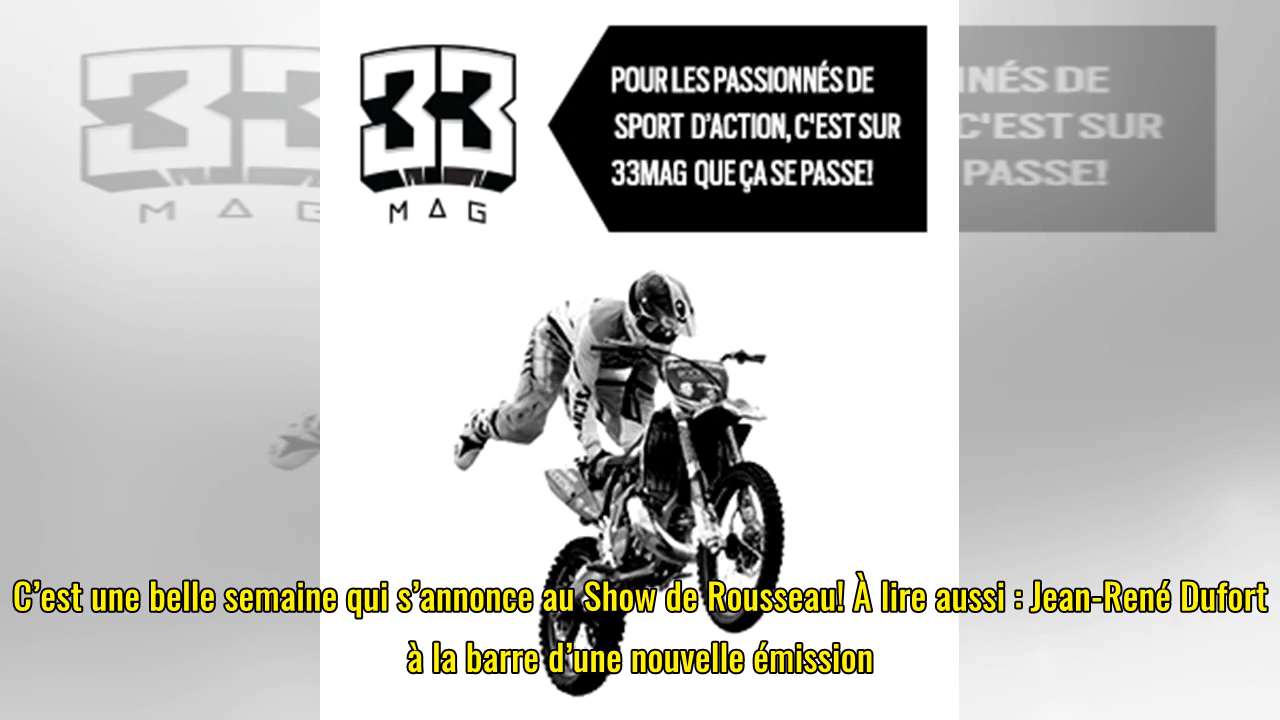 33
MAG
POUR LES PASSIONNÉS DE
SPORT D'ACTION, C'EST SUR
33MAG QUE ÇA SE PASSE!
C’est une belle semaine qui s’annonce au Show de Rousseau! À lire aussi : Jean-René Dufort
à la barre d’une nouvelle émission